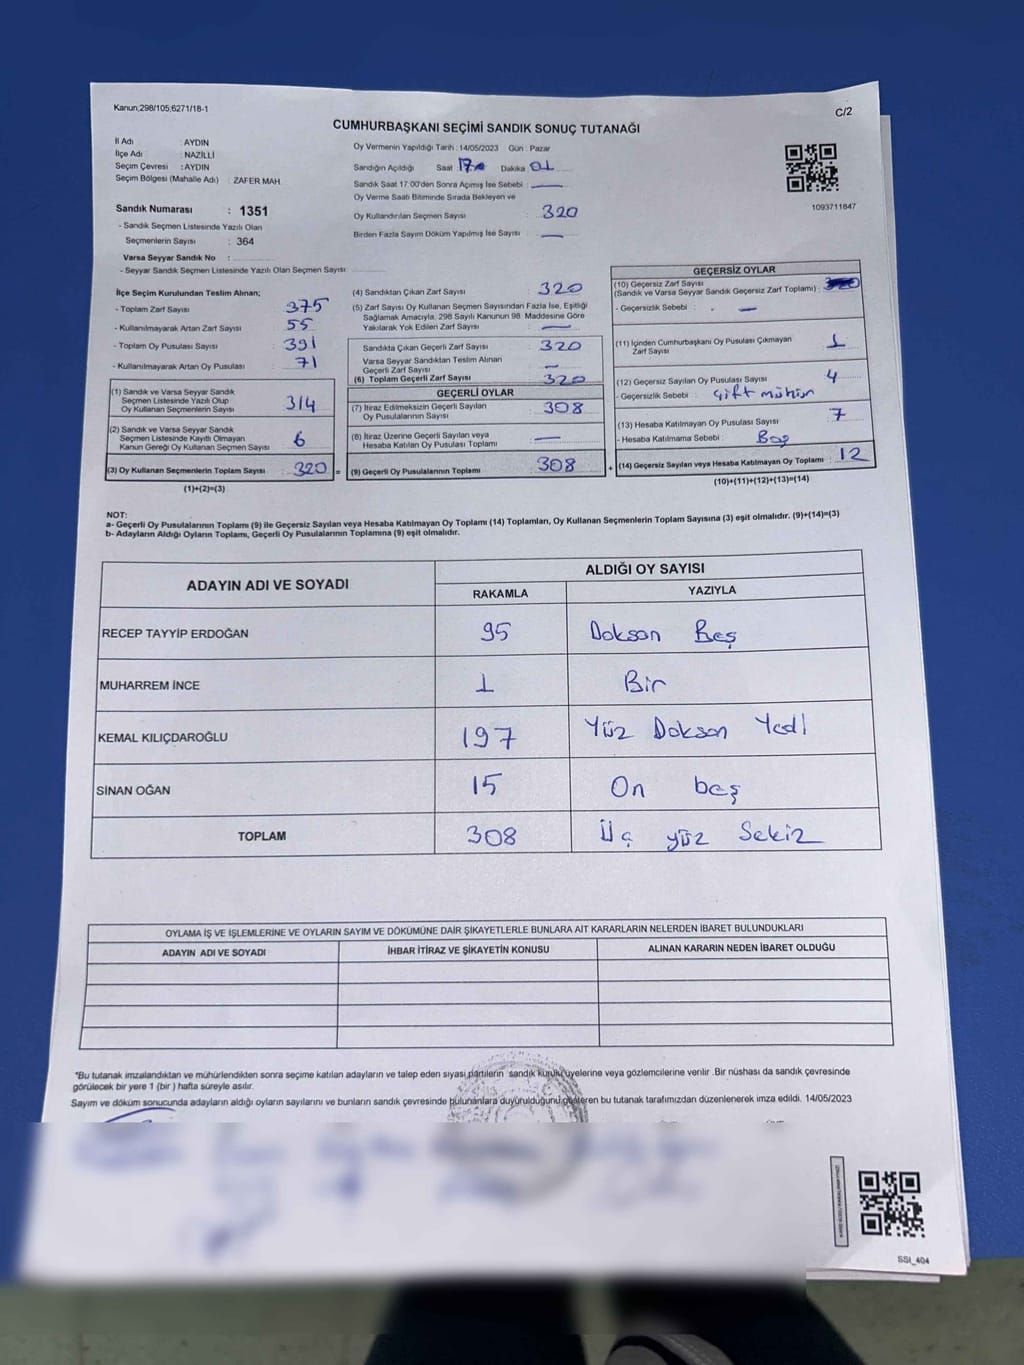 Kanun;298/105;6271/18-1
C/2
CUMHURBAŞKANI SEÇİMİ SANDIK SONUÇ TUTANAĞI
İl Adı : AYDIN
İlçe Adı : NAZİLLİ
Seçim Çevresi : AYDIN
Seçim Bölgesi (Mahalle Adı) : ZAFER MAH
Sandık Numarası : 1351
- Sandık Seçmen Listesinde Yazılı Olan
Seçmenlerin Sayısı : 364
Varsa Seyyar Sandık No :
- Seyyar Sandık Seçmen Listesinde Yazılı Olan Seçmen Sayısı:
Oy Vermenin Yapıldığı Tarih : 14/05/2023 Gün : Pazar
Sandığın Açıldığı Saat 17 Dakika 01
Sandık Saat 17:00'den Sonra Açımış İse Sebebi : —
Oy Verme Saati Bitiminde Sırada Bekleyen ve
Oy Kullandırılan Seçmen Sayısı : 320
Birden Fazla Sayım Döküm Yapılmış İse Sayısı : —
1093711847
İlçe Seçim Kurulundan Teslim Alınan;
- Toplam Zarf Sayısı : 375
- Kullanılmayarak Artan Zarf Sayısı : 55
- Toplam Oy Pusulası Sayısı : 391
- Kullanılmayarak Artan Oy Pusulası : 71
(1) Sandık ve Varsa Seyyar Sandık
Seçmen Listesinde Yazılı Olup
Oy Kullanan Seçmenlerin Sayısı : 314
(2) Sandık ve Varsa Seyyar Sandık
Seçmen Listesinde Kayıtlı Olmayan
Kanun Gereği Oy Kullanan Seçmen Sayısı : 6
(3) Oy Kullanan Seçmenlerin Toplam Sayısı : 320 =
(1)+(2)=(3)
(4) Sandıktan Çıkan Zarf Sayısı : 320
(5) Zarf Sayısı Oy Kullanan Seçmen Sayısından Fazla İse, Eşitliği
Sağlamak Amacıyla, 298 Sayılı Kanunun 98. Maddesine Göre
Yakılarak Yok Edilen Zarf Sayısı : —
Sandıkta Çıkan Geçerli Zarf Sayısı : 320
Varsa Seyyar Sandıktan Teslim Alınan
Geçerli Zarf Sayısı : —
(6) Toplam Geçerli Zarf Sayısı : 320
GEÇERLİ OYLAR
(7) İtiraz Edilmeksizin Geçerli Sayılan
Oy Pusulalarının Sayısı : 308
(8) İtiraz Üzerine Geçerli Sayılan veya
Hesaba Katılan Oy Pusulası Toplamı : —
(9) Geçerli Oy Pusulalarının Toplamı : 308 +
GEÇERSİZ OYLAR
(10) Geçersiz Zarf Sayısı
(Sandık ve Varsa Seyyar Sandık Geçersiz Zarf Toplamı) :
- Geçersizlik Sebebi : —
(11) İçinden Cumhurbaşkanı Oy Pusulası Çıkmayan
Zarf Sayısı : 1
(12) Geçersiz Sayılan Oy Pusulası Sayısı : 4
- Geçersizlik Sebebi : Çift mühür
(13) Hesaba Katılmayan Oy Pusulası Sayısı : 7
- Hesaba Katılmama Sebebi : Boş
(14) Geçersiz Sayılan veya Hesaba Katılmayan Oy Toplamı : 12
(10)+(11)+(12)+(13)=(14)
NOT:
a- Geçerli Oy Pusulalarının Toplamı (9) ile Geçersiz Sayılan veya Hesaba Katılmayan Oy Toplamı (14) Toplamları, Oy Kullanan Seçmenlerin Toplam Sayısına (3) eşit olmalıdır. (9)+(14)=(3)
b- Adayların Aldığı Oyların Toplamı, Geçerli Oy Pusulalarının Toplamına (9) eşit olmalıdır.
ADAYIN ADI VE SOYADI ALDIĞI OY SAYISI
RAKAMLA YAZIYLA
RECEP TAYYİP ERDOĞAN 95 Doksan Beş
MUHARREM İNCE 1 Bir
KEMAL KILIÇDAROĞLU 197 Yüz Doksan Yedi
SİNAN OĞAN 15 On beş
TOPLAM 308 Üç yüz Sekiz
OYLAMA İŞ VE İŞLEMLERİNE VE OYLARIN SAYIM VE DÖKÜMÜNE DAİR ŞİKAYETLERLE BUNLARA AİT KARARLARIN NELERDEN İBARET BULUNDUKLARI
ADAYIN ADI VE SOYADI İHBAR İTİRAZ VE ŞİKAYETİN KONUSU ALINAN KARARIN NEDEN İBARET OLDUĞU
*Bu tutanak imzalandıktan ve mühürlendikten sonra seçime katılan adayların ve talep eden siyasi partilerin sandık kurulu üyelerine veya gözlemcilerine verilir .Bir nüshası da sandık çevresinde
görülecek bir yere 1 (bir ) hafta süreyle asılır.
Sayım ve döküm sonucunda adayların aldığı oyların sayılarını ve bunların sandık çevresinde bulunanlara duyurulduğunu gösteren bu tutanak tarafımızdan düzenlenerek imza edildi. 14/05/2023
SSI_404